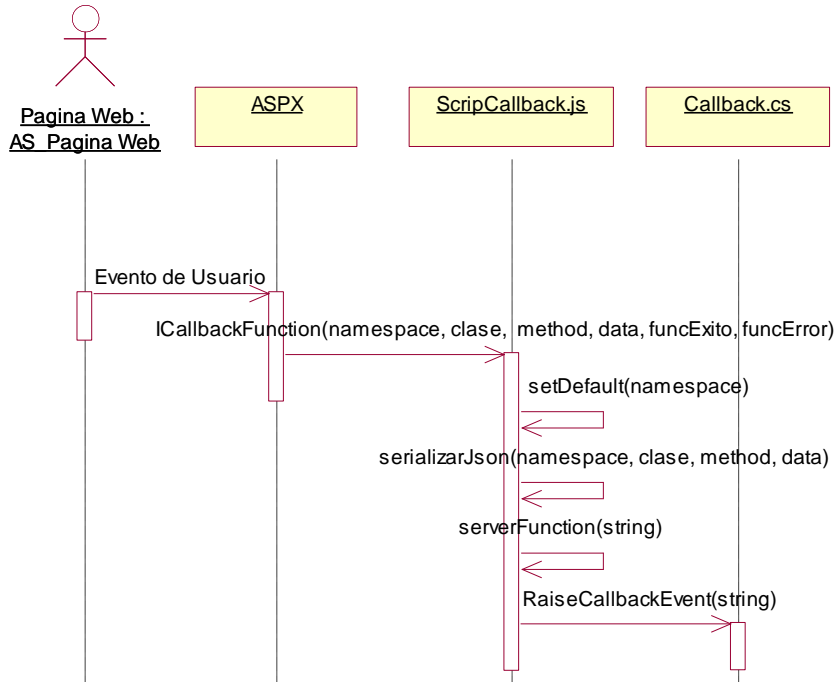 Pagina Web :
AS_Pagina Web
ASPX
ScripCallback.js
Callback.cs
Evento de Usuario
ICallbackFunction(namespace, clase, method, data, funcExito, funcError)
setDefault(namespace)
serializarJson(namespace, clase, method, data)
serverFunction(string)
RaiseCallbackEvent(string)